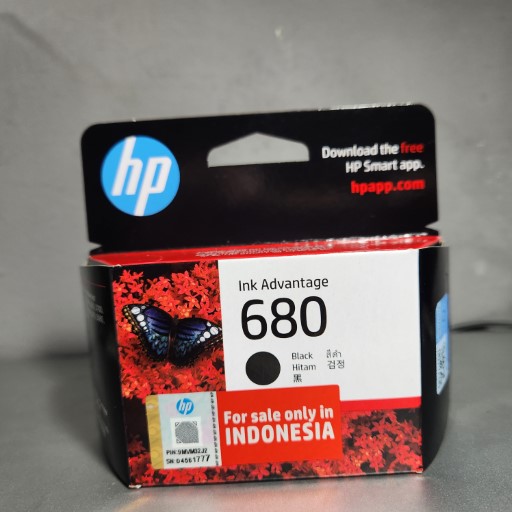 hp
Download the free
HP Smart app.
hpapp.com
Ink Advantage
680
Black
Hitam
黑
สีดำ
검정
hp
For sale only in
INDONESIA